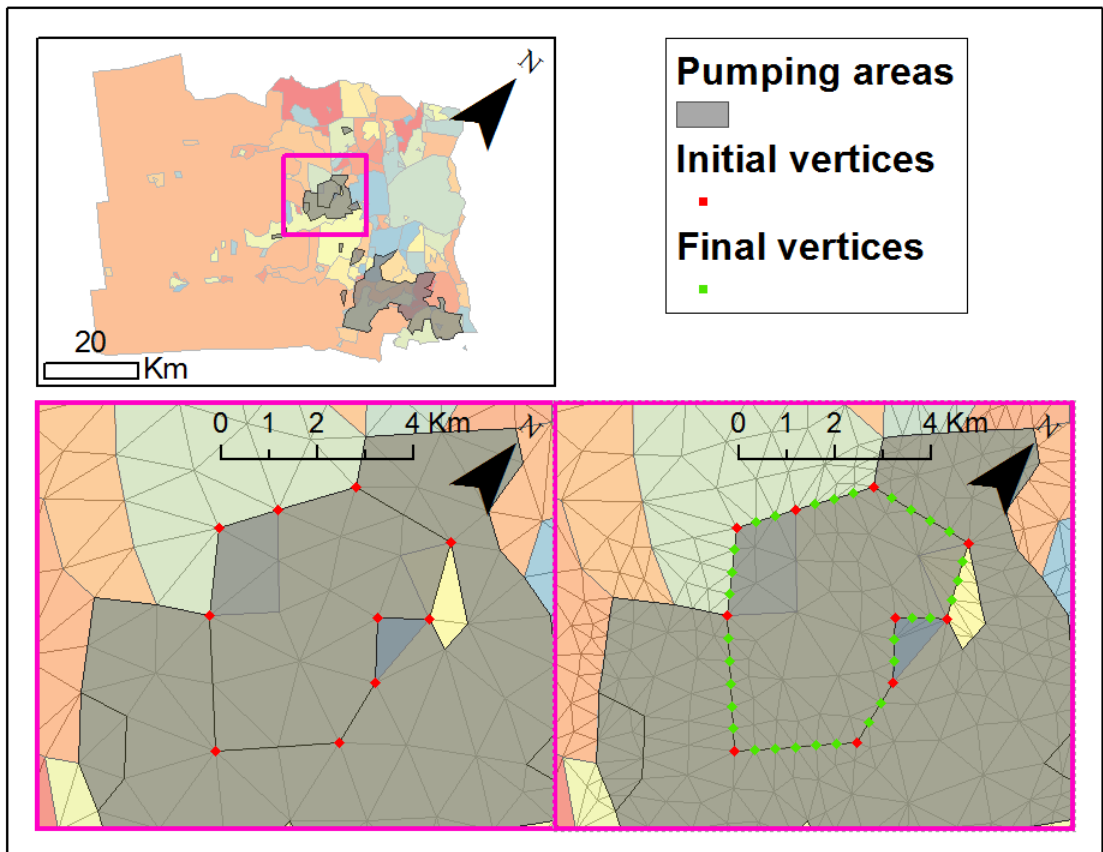 N
20
Km
Pumping areas
Initial vertices
Final vertices
0 1 2 4 Km
N
0 1 2 4 Km
N